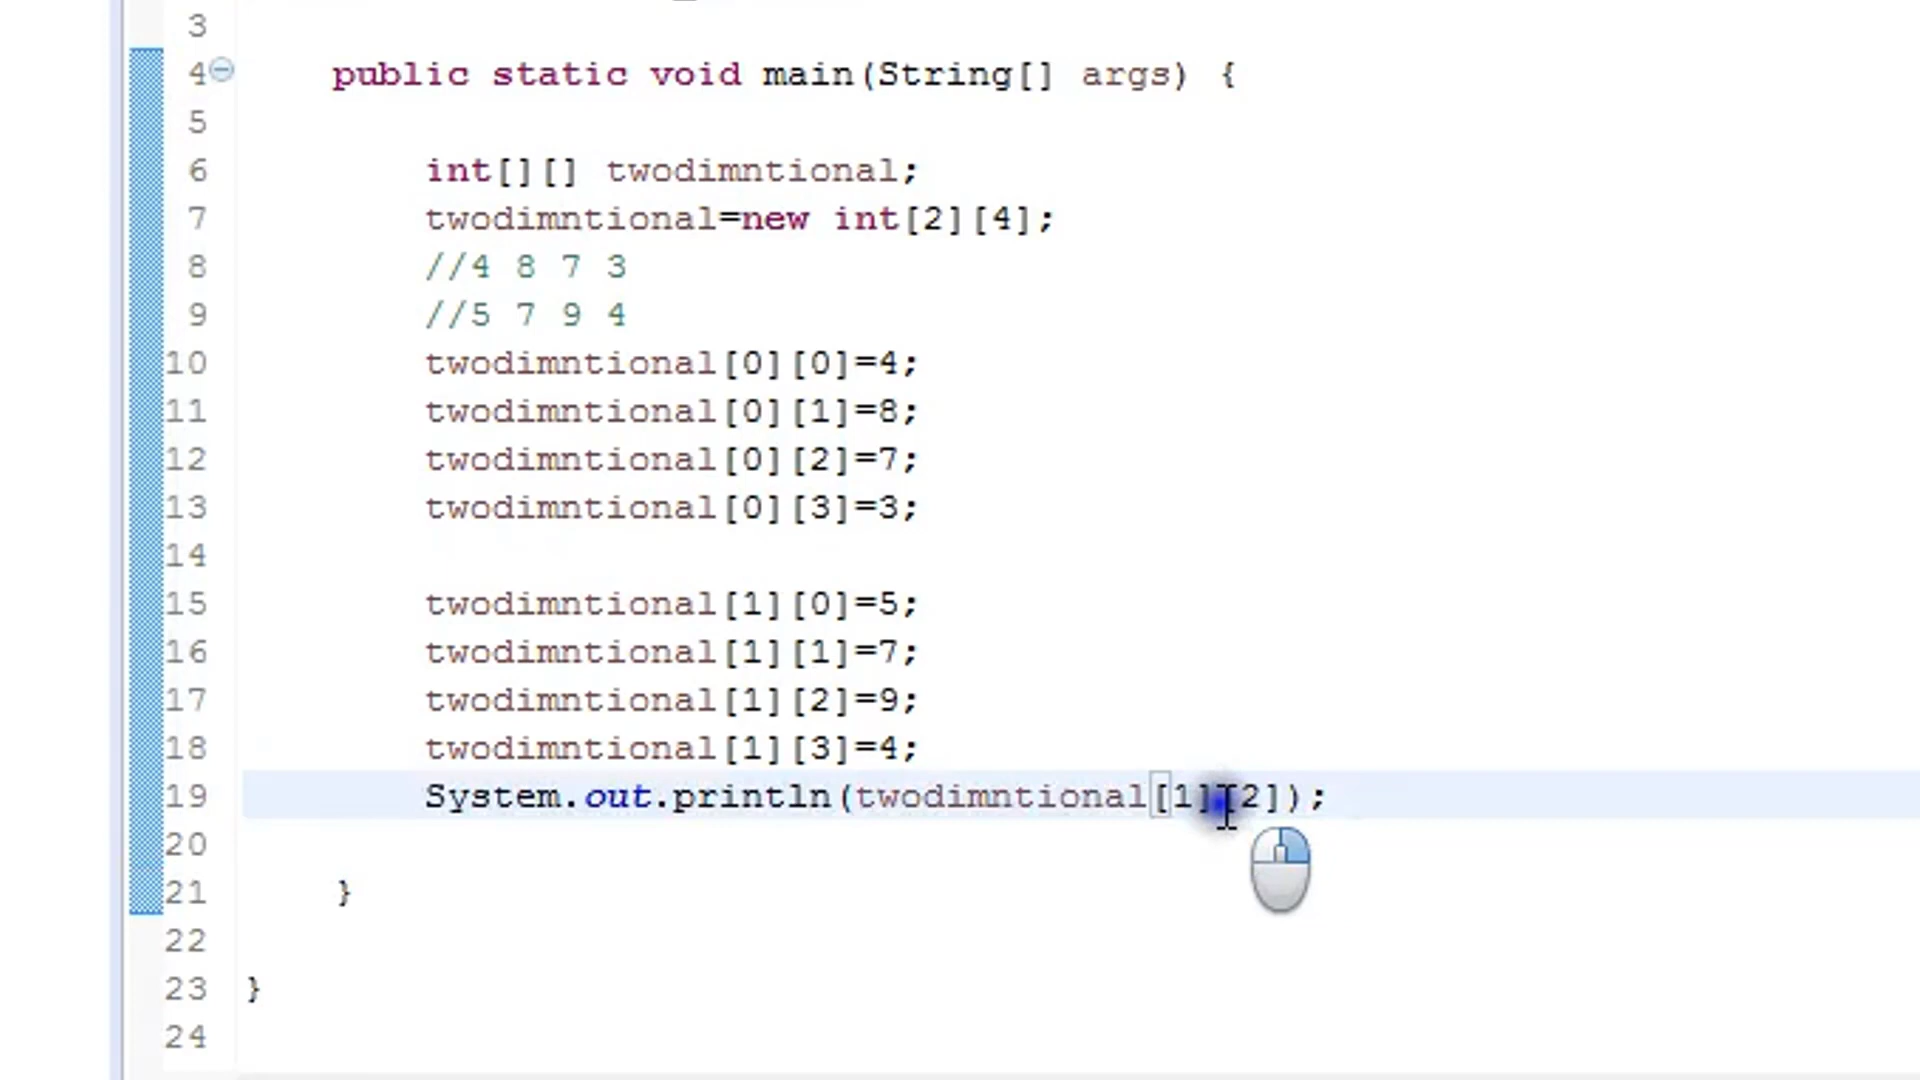 3
4 public static void main(String[] args) {
5
6 int[][] twodimntional;
7 twodimntional=new int[2][4];
8 //4 8 7 3
9 //5 7 9 4
10 twodimntional[0][0]=4;
11 twodimntional[0][1]=8;
12 twodimntional[0][2]=7;
13 twodimntional[0][3]=3;
14
15 twodimntional[1][0]=5;
16 twodimntional[1][1]=7;
17 twodimntional[1][2]=9;
18 twodimntional[1][3]=4;
19 System.out.println(twodimntional[1][2]);
20
21 }
22
23 }
24